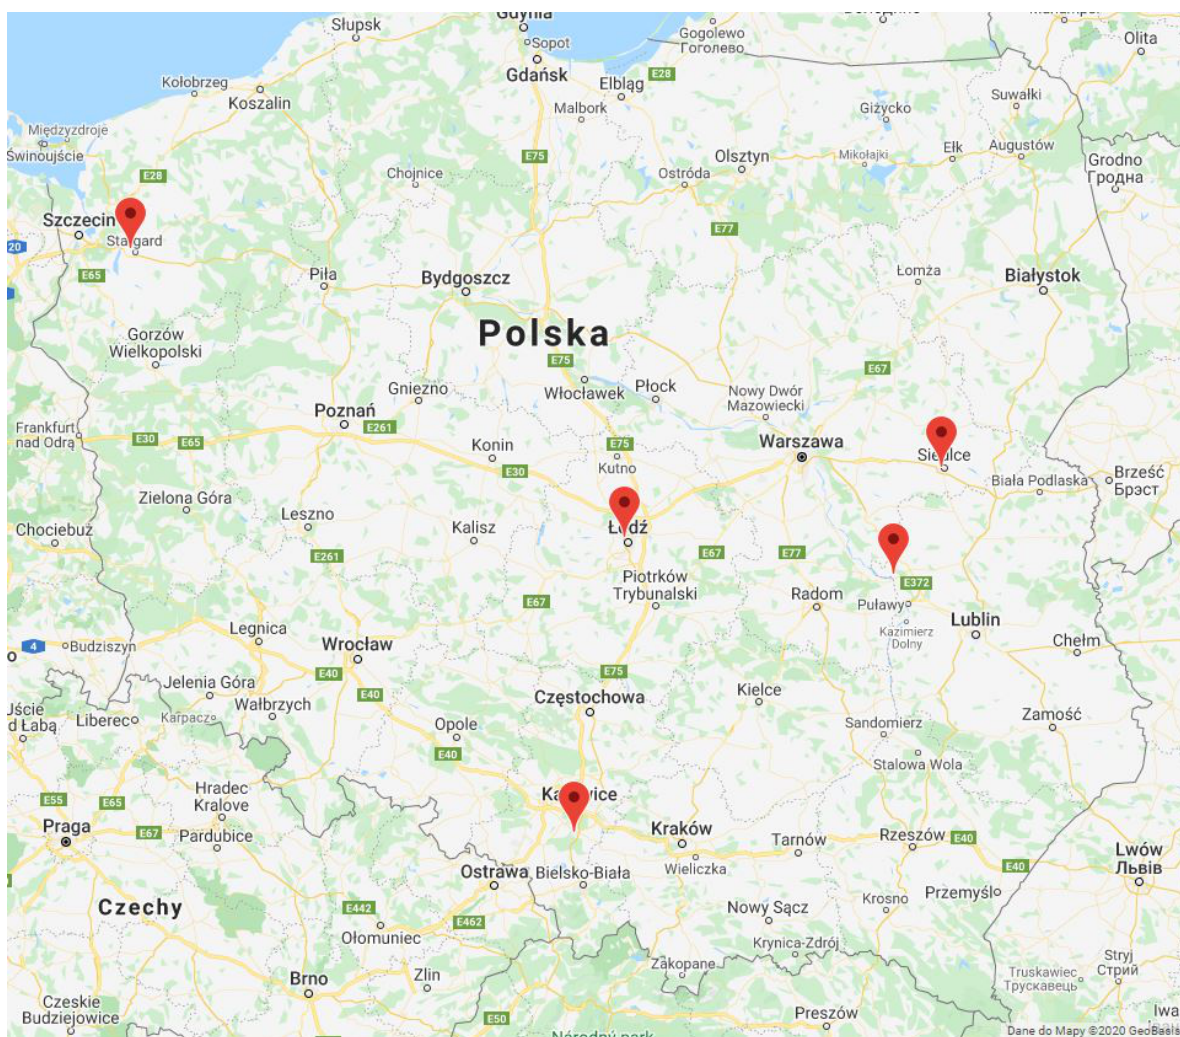 Gdynia
Słupsk
Sopot
Gogolewo
Гоголево
Olita
Gdańsk
Elbląg
E28
Kołobrzeg
Koszalin
Malbork
Giżycko
Suwałki
Międzyzdroje
Świnoujście
E75
Olsztyn
Mikołajki
Ełk
Augustów
Grodno
Гродна
E28
Chojnice
Ostróda
Szczecin
E77
20
Stargard
E65
Piła
Bydgoszcz
Łomża
Białystok
Polska
Gorzów
Wielkopolski
E75
E67
Gniezno
Włocławek
Płock
Nowy Dwór
Mazowiecki
Poznań
E261
Frankfurt
nad Odrą
E30
E65
Konin
E75
Warszawa
E30
Kutno
Siedlce
Biała Podlaska
Brześć
Брэст
Zielona Góra
Leszno
Kalisz
Łódź
Chociebuż
E261
E67
E77
Piotrków
Trybunalski
E372
E67
Radom
Puławy
Kazimierz
Dolny
Lublin
Chełm
4
Budziszyn
Legnica
Wrocław
E40
E75
Jelenia Góra
E40
Częstochowa
Kielce
Liberec
Karpacz
Wałbrzych
Opole
Sandomierz
Zamość
E40
Stalowa Wola
Hradec
Kralove
Katowice
E55
E65
Praga
E67
Pardubice
Kraków
Tarnów
Rzeszów
E40
E40
Lwów
Львів
Wieliczka
Ostrawa
Bielsko-Biała
Przemyśl
Krosno
Czechy
E442
E462
Nowy Sącz
Ołomuniec
Krynica-Zdrój
Zlin
Brno
Zakopane
Stryj
Стрий
Truskawiec
Трускавець
Czeskie
Budziejowice
E50
Preszów
Národný park
Dane do Mapy ©2020 GeoBasis